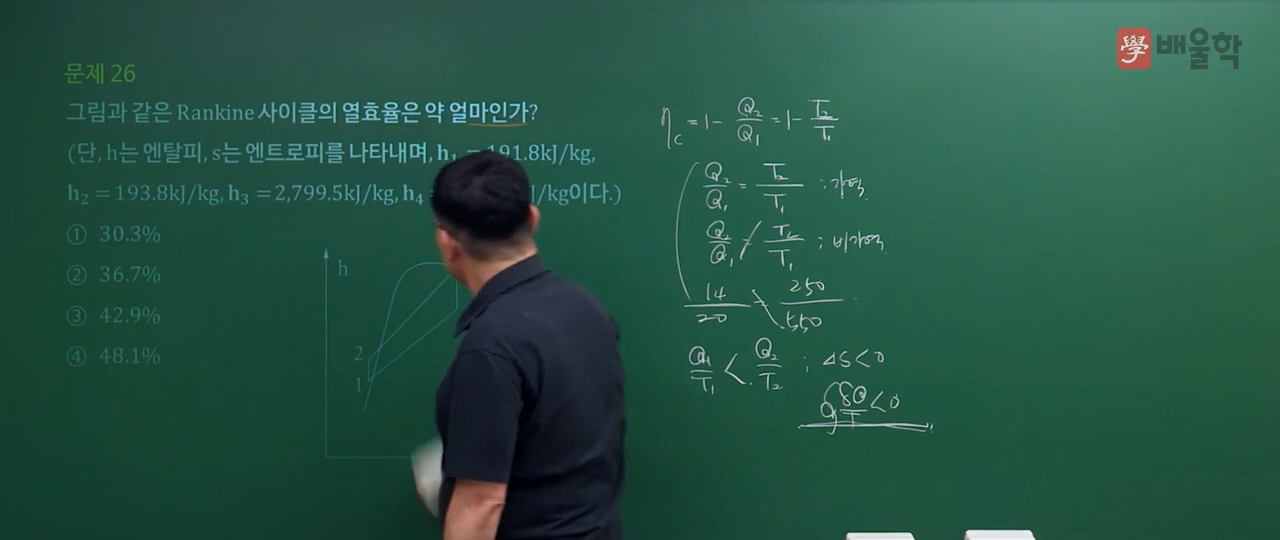 學 배울학
문제 26
그림과 같은 Rankine 사이클의 열효율은 약 얼마인가?
(단, h는 엔탈피, s는 엔트로피를 나타내며, h₁ = 191.8kJ/kg,
h₂ = 193.8kJ/kg, h₃ = 2,799.5kJ/kg, h₄ J/kg이다.)
① 30.3%
② 36.7%
③ 42.9%
④ 48.1%
h
2
1
η_c = 1 - Q₂/Q₁ = 1 - T₂/T₁
Q₂/Q₁ = T₂/T₁ ; 가역
Q₂/Q₁ ≠ T₂/T₁ ; 비가역
14/20 ≠ 250/550
Q₁/T₁ < Q₂/T₂ ; ΔS<0
∮ δQ/T < 0